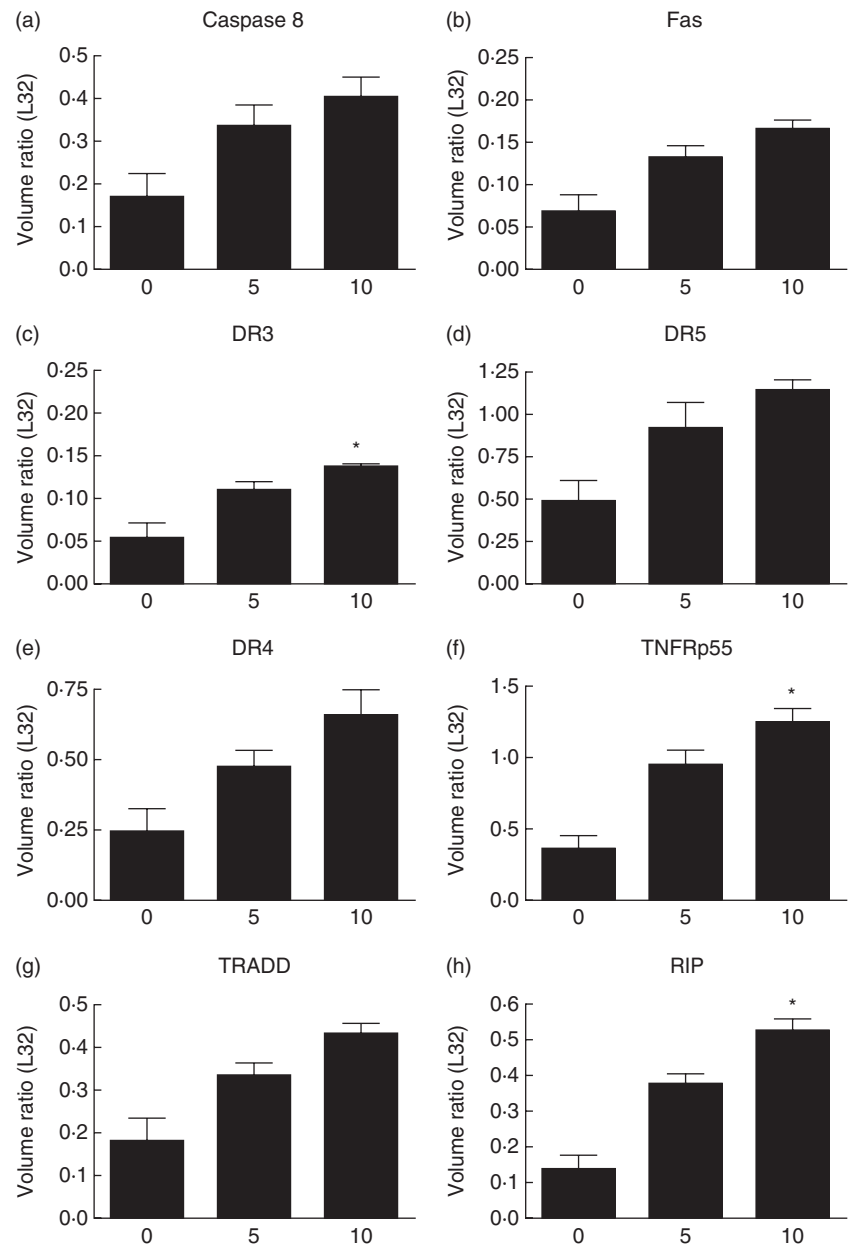 (a) Caspase 8
Volume ratio (L32)
0·5
0·4
0·3
0·2
0·1
0·0
0 5 10
(b) Fas
Volume ratio (L32)
0·25
0·20
0·15
0·10
0·05
0·00
0 5 10
(c) DR3
Volume ratio (L32)
0·25
0·20
0·15
0·10
0·05
0·00
*
0 5 10
(d) DR5
Volume ratio (L32)
1·25
1·00
0·75
0·50
0·25
0·00
0 5 10
(e) DR4
Volume ratio (L32)
0·75
0·50
0·25
0·00
0 5 10
(f) TNFRp55
Volume ratio (L32)
1·5
1·0
0·5
0·0
*
0 5 10
(g) TRADD
Volume ratio (L32)
0·5
0·4
0·3
0·2
0·1
0·0
0 5 10
(h) RIP
Volume ratio (L32)
0·6
0·5
0·4
0·3
0·2
0·1
0·0
*
0 5 10